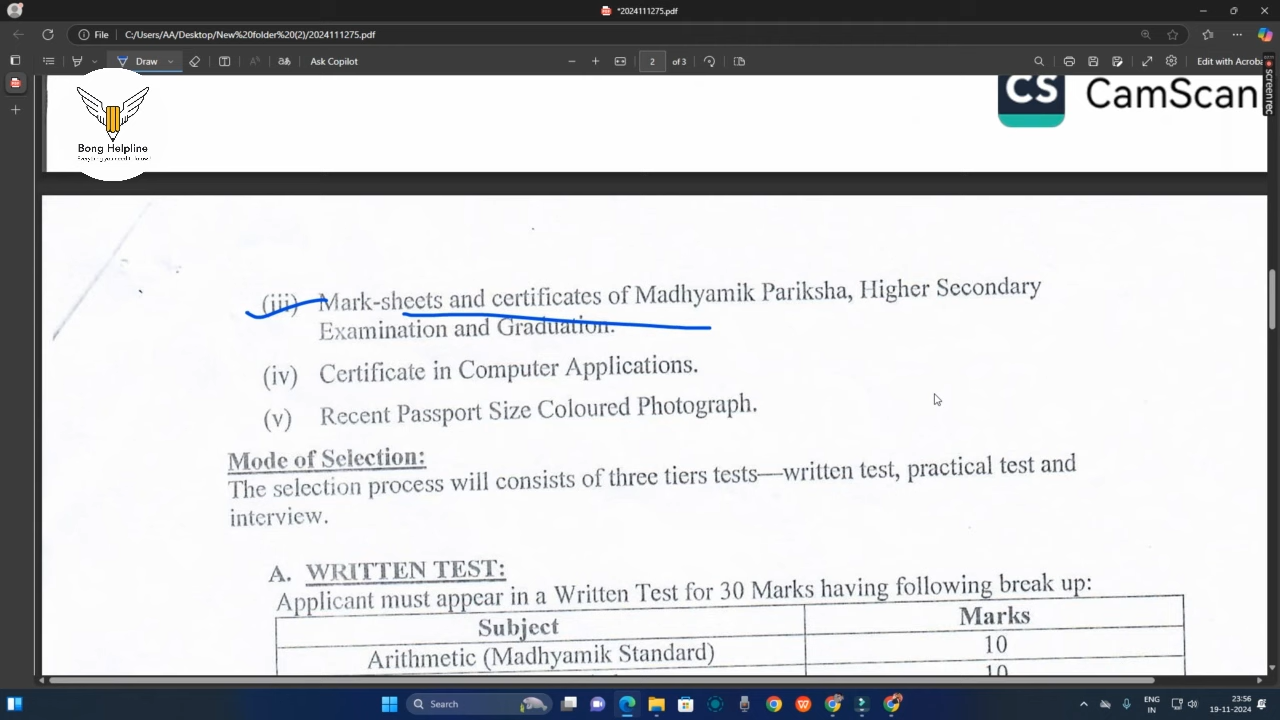 *2024111275.pdf
File
C:/Users/AA/Desktop/New%20folder%20(2)/2024111275.pdf
Draw
Ask Copilot
2 of 3
Edit with Acroba
screenrec
CS CamScan
Bong Helpline
(iii) Mark-sheets and certificates of Madhyamik Pariksha, Higher Secondary
Examination and Graduation.
(iv) Certificate in Computer Applications.
(v) Recent Passport Size Coloured Photograph.
Mode of Selection:
The selection process will consists of three tiers tests—written test, practical test and
interview.
A. WRITTEN TEST:
Applicant must appear in a Written Test for 30 Marks having following break up:
Subject Marks
Arithmetic (Madhyamik Standard) 10
10
Search
ENG
IN
23:56
19-11-2024